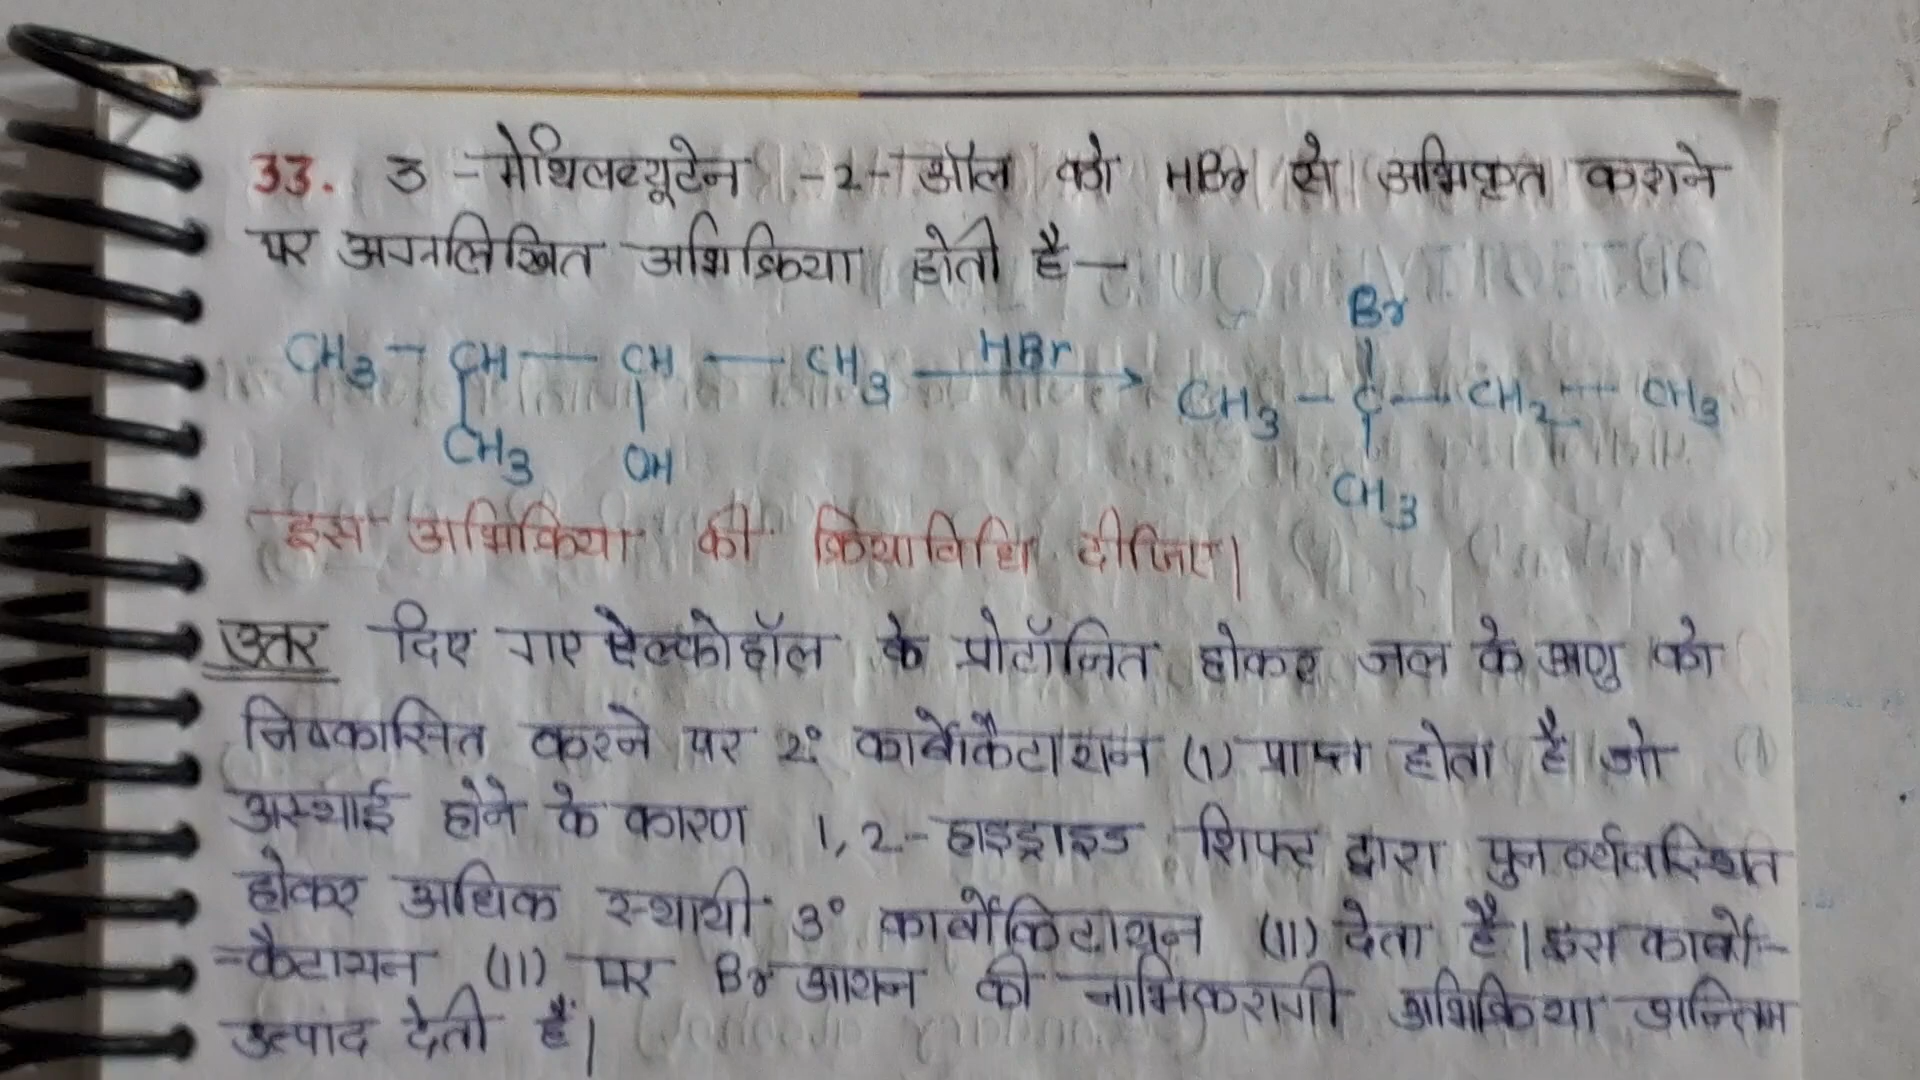 33. 3 - मेथिलब्यूटेन - 2 - ऑल को HBr से अभिकृत कराने
पर अग्रलिखित अभिक्रिया होती है —
Br
CH3 - CH — CH — CH3 HBr → CH3 - C — CH2 - CH3
CH3 OH
CH3
इस अभिक्रिया की क्रियाविधि दीजिए।
उत्तर दिए गए ऐल्कोहॉल के प्रोटॉनित होकर जल के अणु को
निष्कासित करने पर 2° कार्बोकैटायन (I) प्राप्त होता है जो
अस्थाई होने के कारण 1, 2 - हाइड्राइड शिफ्ट द्वारा पुनर्व्यवस्थित
होकर अधिक स्थायी 3° कार्बोकिटायन (II) देता है। इस कार्बो-
-कैटायन (II) पर Br आयन की नाभिकरागी अभिक्रिया अन्तिम
उत्पाद देती है।